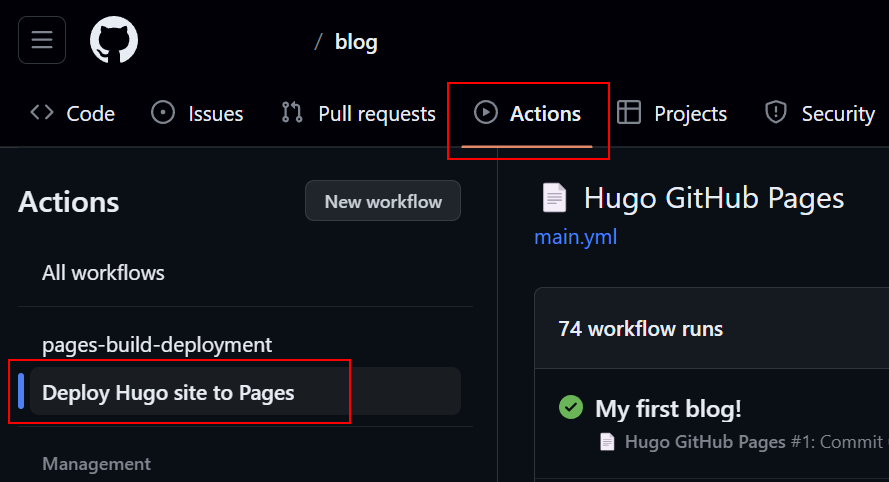 / blog
Code Issues Pull requests Actions Projects Security
Actions New workflow
Hugo GitHub Pages
main.yml
All workflows
pages-build-deployment
Deploy Hugo site to Pages
Management
74 workflow runs
My first blog!
Hugo GitHub Pages #1: Commit